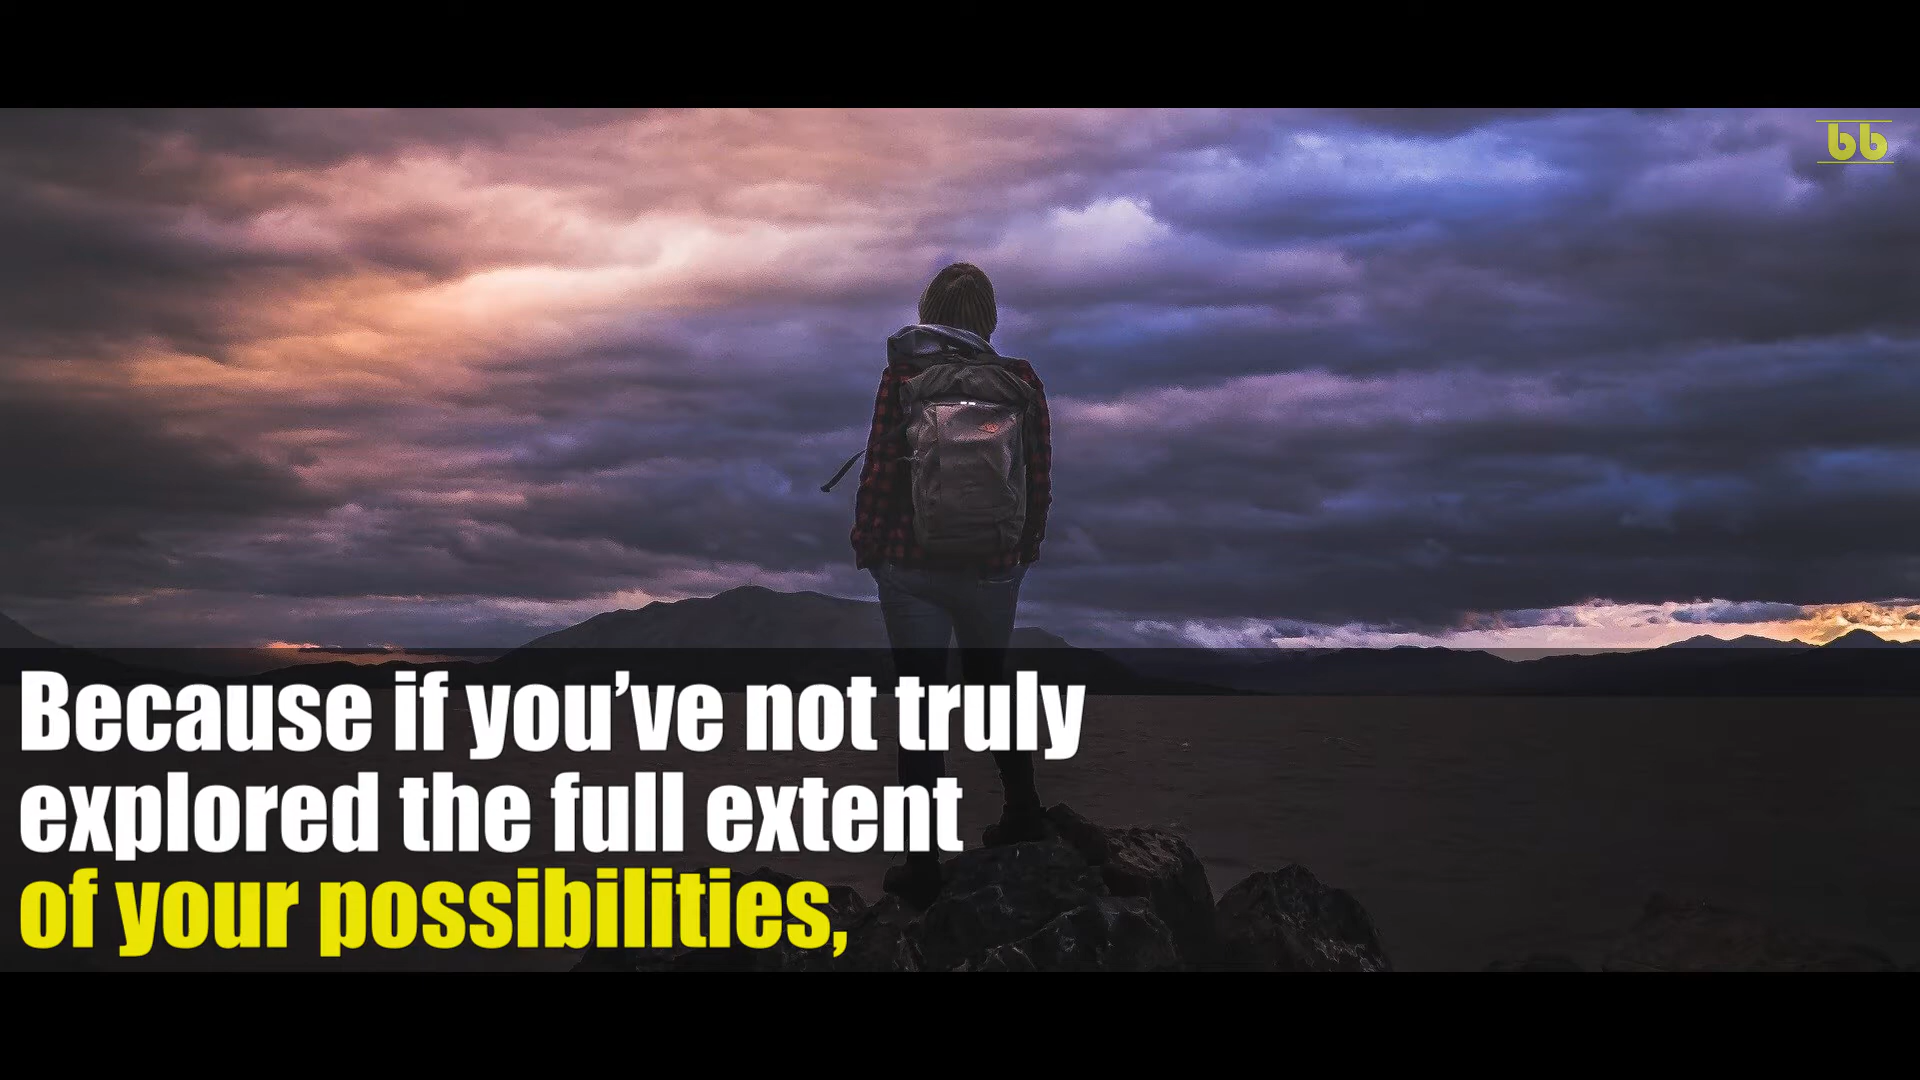 bb
Because if you’ve not truly
explored the full extent
of your possibilities,